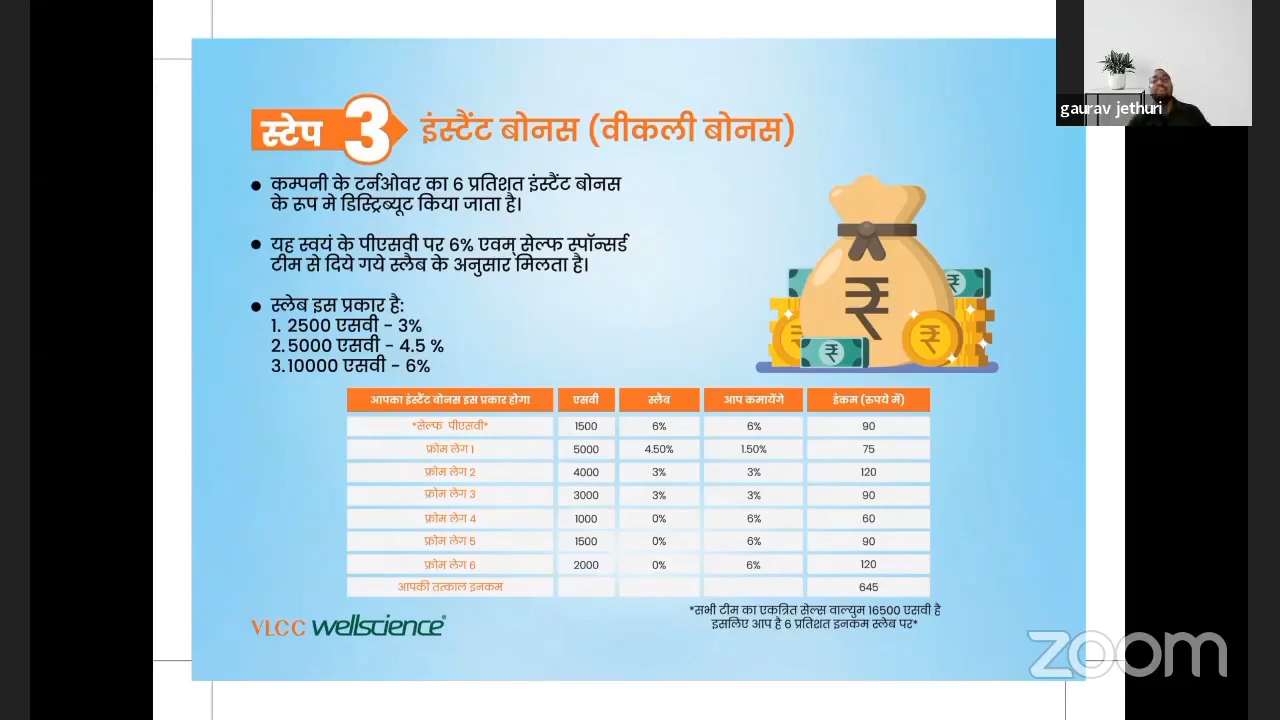 gaurav jethuri
स्टेप 3 इंस्टैंट बोनस (वीकली बोनस)
• कम्पनी के टर्नओवर का 6 प्रतिशत इंस्टैंट बोनस
के रूप मे डिस्ट्रिब्यूट किया जाता है।
• यह स्वयं के पीएसवी पर 6% एवम् सेल्फ स्पॉन्सर्ड
टीम से दिये गये स्लैब के अनुसार मिलता है।
• स्लेब इस प्रकार है:
1. 2500 एसवी - 3%
2. 5000 एसवी - 4.5 %
3. 10000 एसवी - 6%
आपका इंस्टैंट बोनस इस प्रकार होगा एसवी स्लैब आप कमायेंगे इंकम (रुपये में)
*सेल्फ पीएसवी* 1500 6% 6% 90
फ्रोम लेग 1 5000 4.50% 1.50% 75
फ्रोम लेग 2 4000 3% 3% 120
फ्रोम लेग 3 3000 3% 3% 90
फ्रोम लेग 4 1000 0% 6% 60
फ्रोम लेग 5 1500 0% 6% 90
फ्रोम लेग 6 2000 0% 6% 120
आपकी तत्काल इनकम 645
*सभी टीम का एकत्रित सेल्स वाल्युम 16500 एसवी है
इसलिए आप है 6 प्रतिशत इनकम स्लैब पर*
VLCC wellscience®
zoom